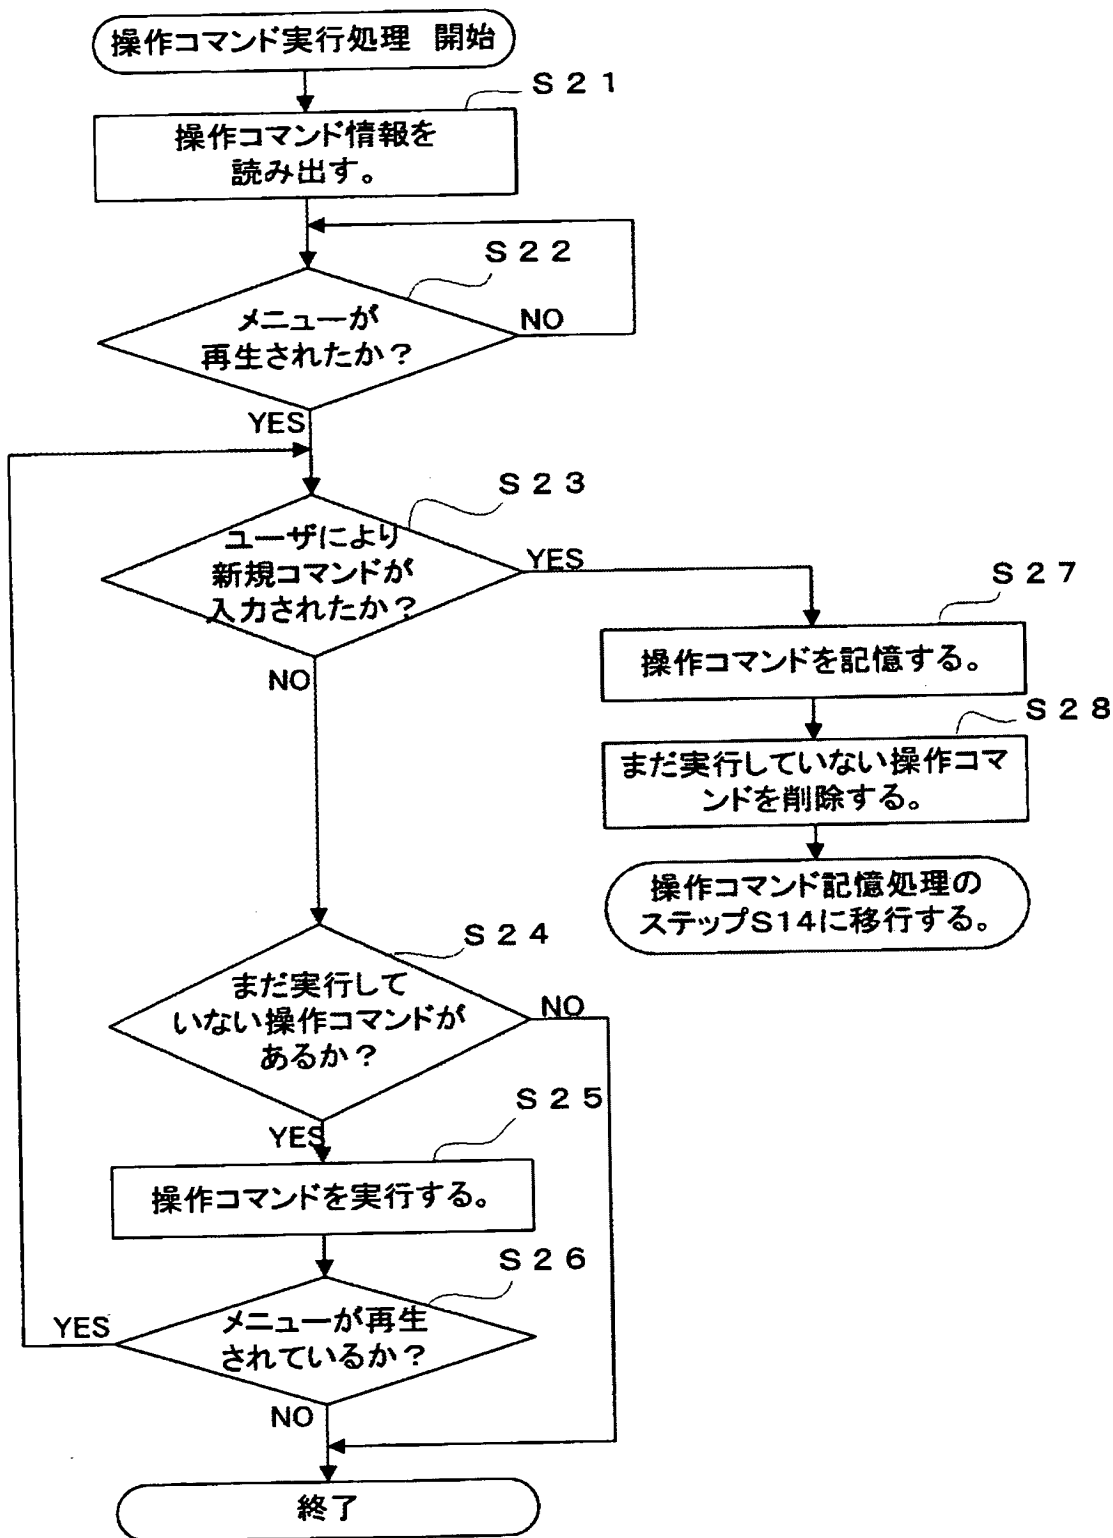 操作コマンド実行処理 開始
S21
操作コマンド情報を
読み出す。
S22
メニューが
再生されたか？
NO
YES
S23
ユーザにより
新規コマンドが
入力されたか？
YES
NO
S27
操作コマンドを記憶する。
S28
まだ実行していない操作コマ
ンドを削除する。
操作コマンド記憶処理の
ステップS14に移行する。
S24
まだ実行して
いない操作コマンドが
あるか？
NO
YES
S25
操作コマンドを実行する。
S26
メニューが再生
されているか？
YES
NO
終了